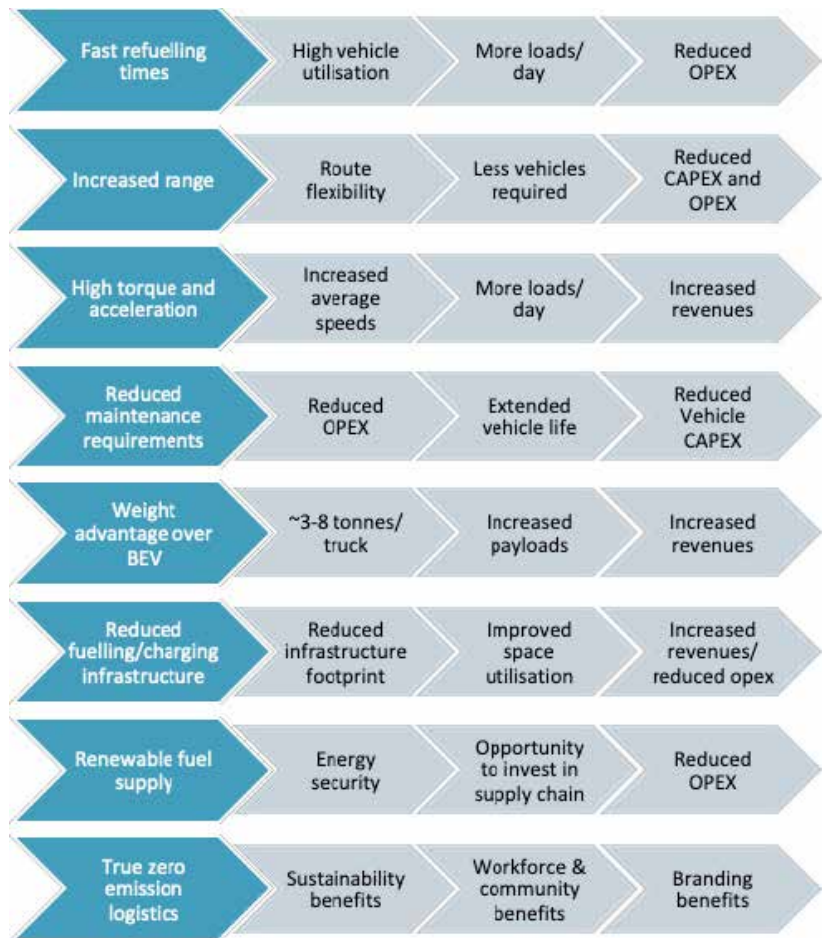 Fast refuelling
times
High vehicle
utilisation
More loads/
day
Reduced
OPEX
Increased range
Route
flexibility
Less vehicles
required
Reduced
CAPEX and
OPEX
High torque and
acceleration
Increased
average
speeds
More loads/
day
Increased
revenues
Reduced
maintenance
requirements
Reduced
OPEX
Extended
vehicle life
Reduced
Vehicle
CAPEX
Weight
advantage over
BEV
~3-8 tonnes/
truck
Increased
payloads
Increased
revenues
Reduced
fuelling/charging
infrastructure
Reduced
infrastructure
footprint
Improved
space
utilisation
Increased
revenues/
reduced opex
Renewable fuel
supply
Energy
security
Opportunity
to invest in
supply chain
Reduced
OPEX
True zero
emission
logistics
Sustainability
benefits
Workforce &
community
benefits
Branding
benefits